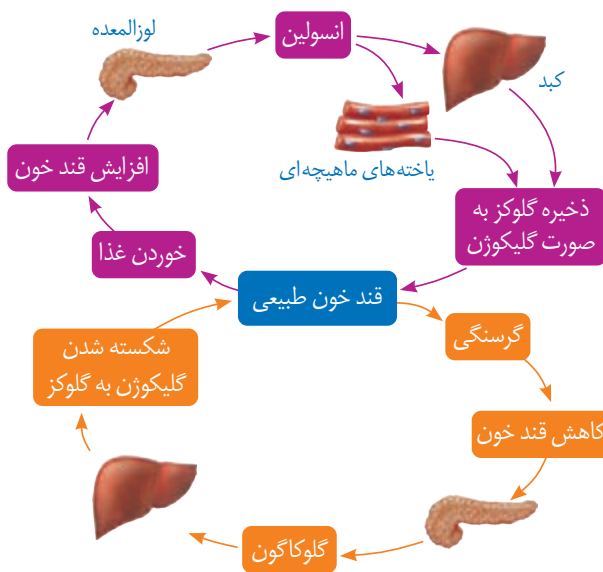 لوزالمعده
انسولین
کبد
یاخته‌های ماهیچه‌ای
افزایش قند خون
ذخیره گلوکز به
صورت گلیکوژن
خوردن غذا
قند خون طبیعی
گرسنگی
شکسته شدن
گلیکوژن به گلوکز
کاهش قند خون
گلوکاگون